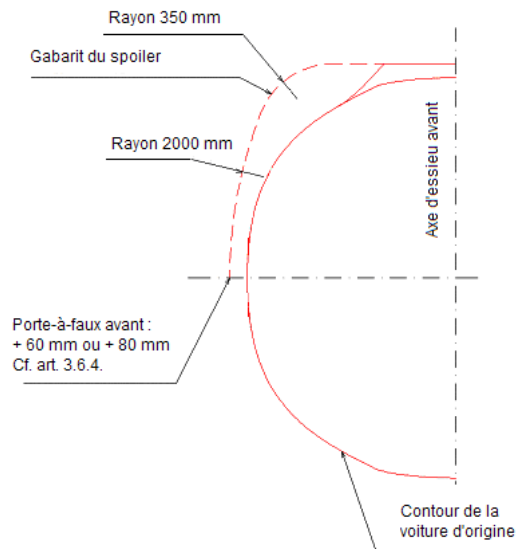 Rayon 350 mm
Gabarit du spoiler
Rayon 2000 mm
Axe d'essieu avant
Porte-à-faux avant :
+ 60 mm ou + 80 mm
Cf. art. 3.6.4.
Contour de la
voiture d'origine